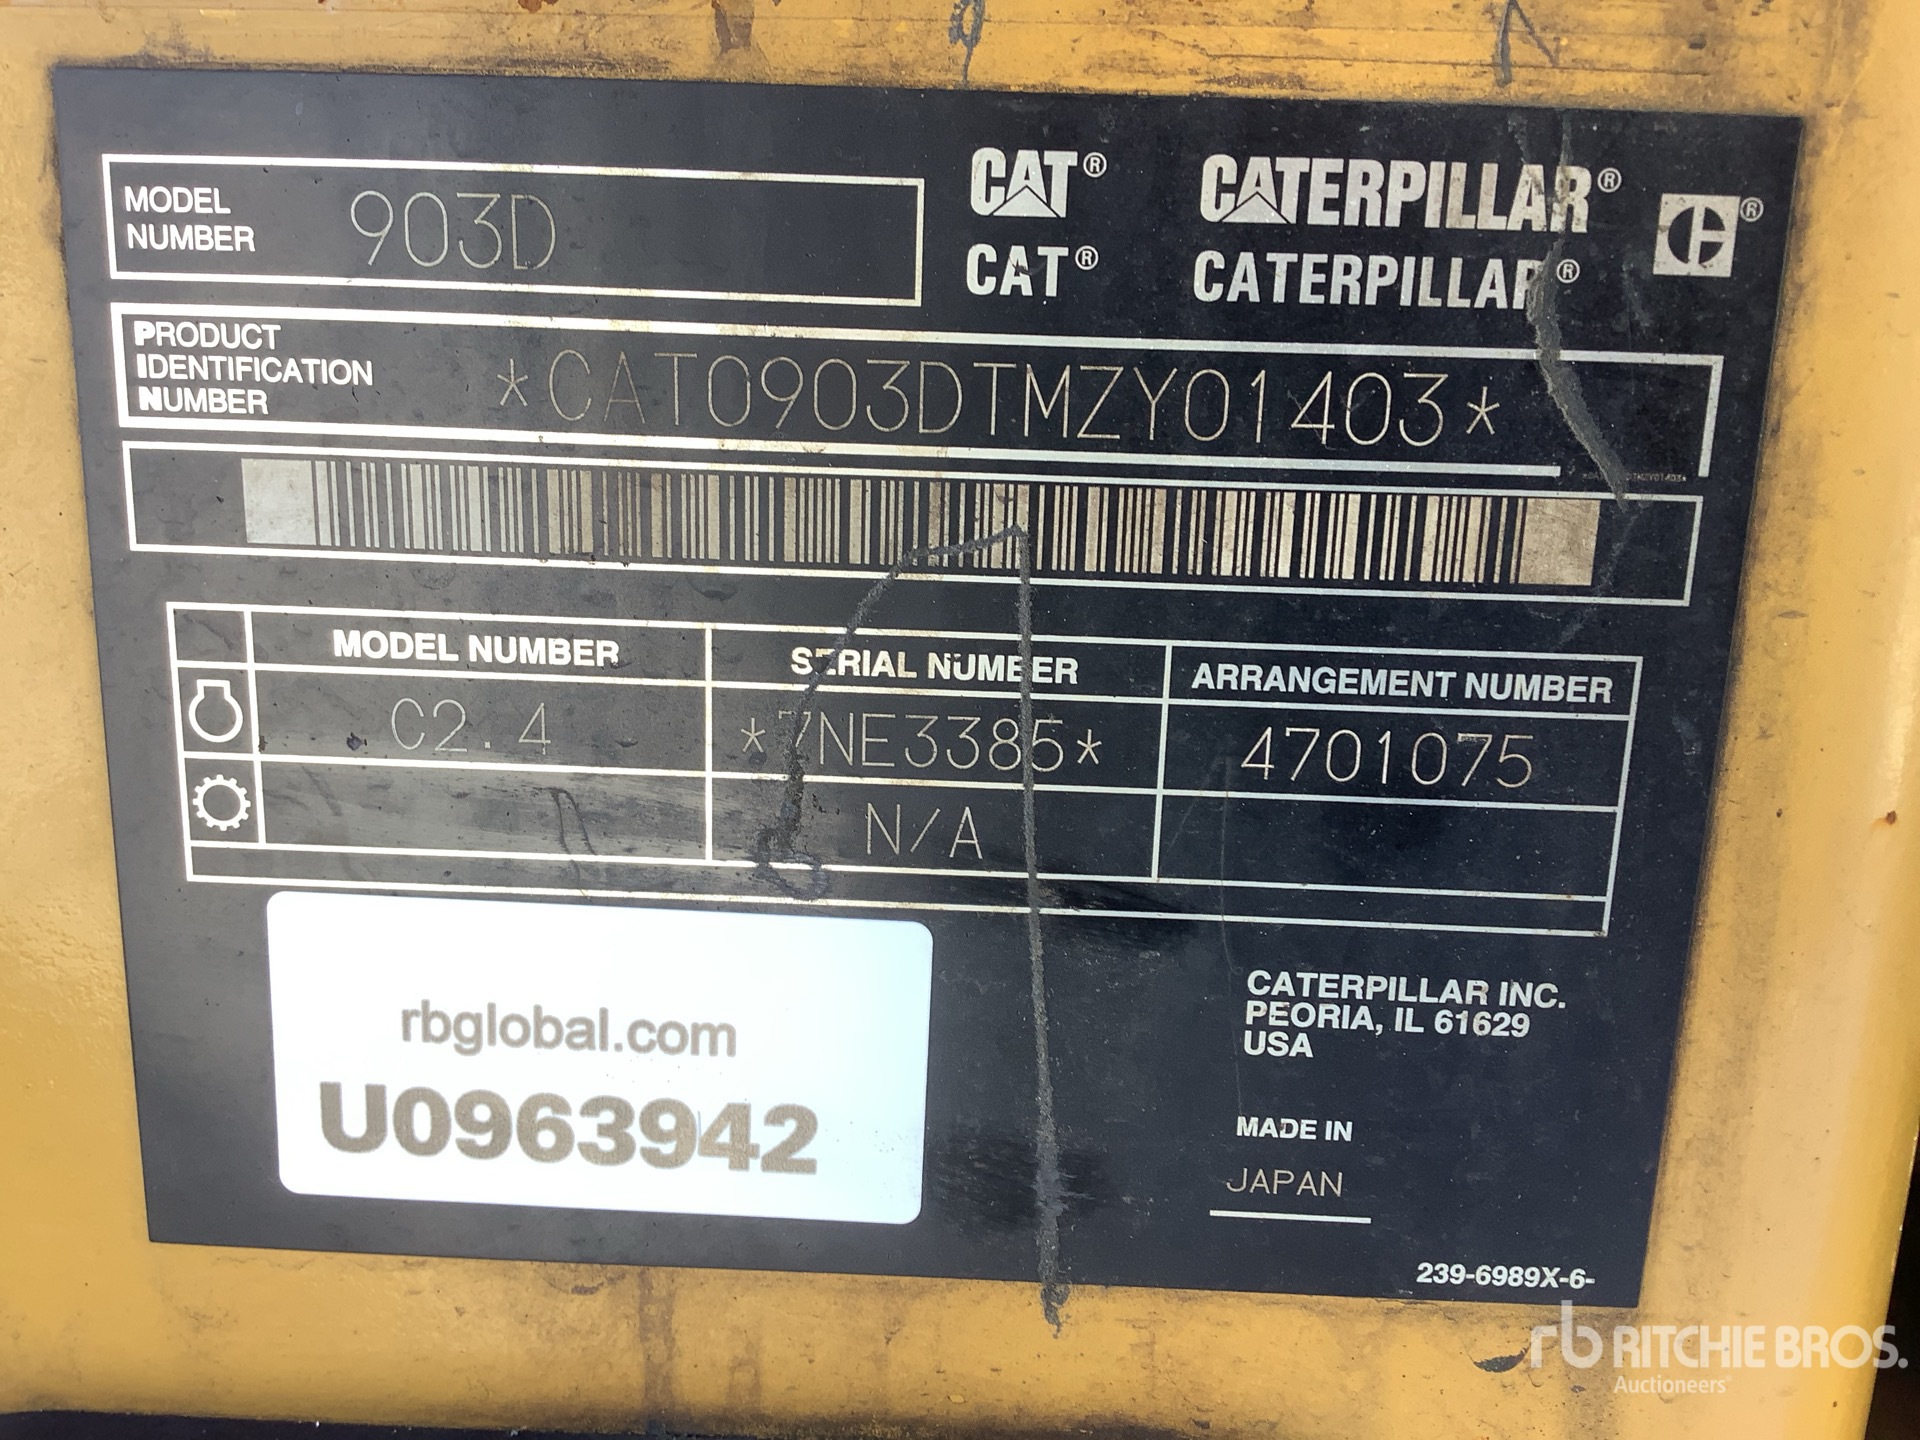 MODEL NUMBER 903D
CAT® CATERPILLAR® ®
CAT® CATERPILLAR®
PRODUCT IDENTIFICATION NUMBER *CAT0903DTMZY01403*
MODEL NUMBER SERIAL NUMBER ARRANGEMENT NUMBER
C2.4 *7NE3385* 4701075
N/A
rbglobal.com
U0963942
CATERPILLAR INC.
PEORIA, IL 61629
USA
MADE IN
JAPAN
239-6989X-6-
rb RITCHIE BROS.
Auctioneers